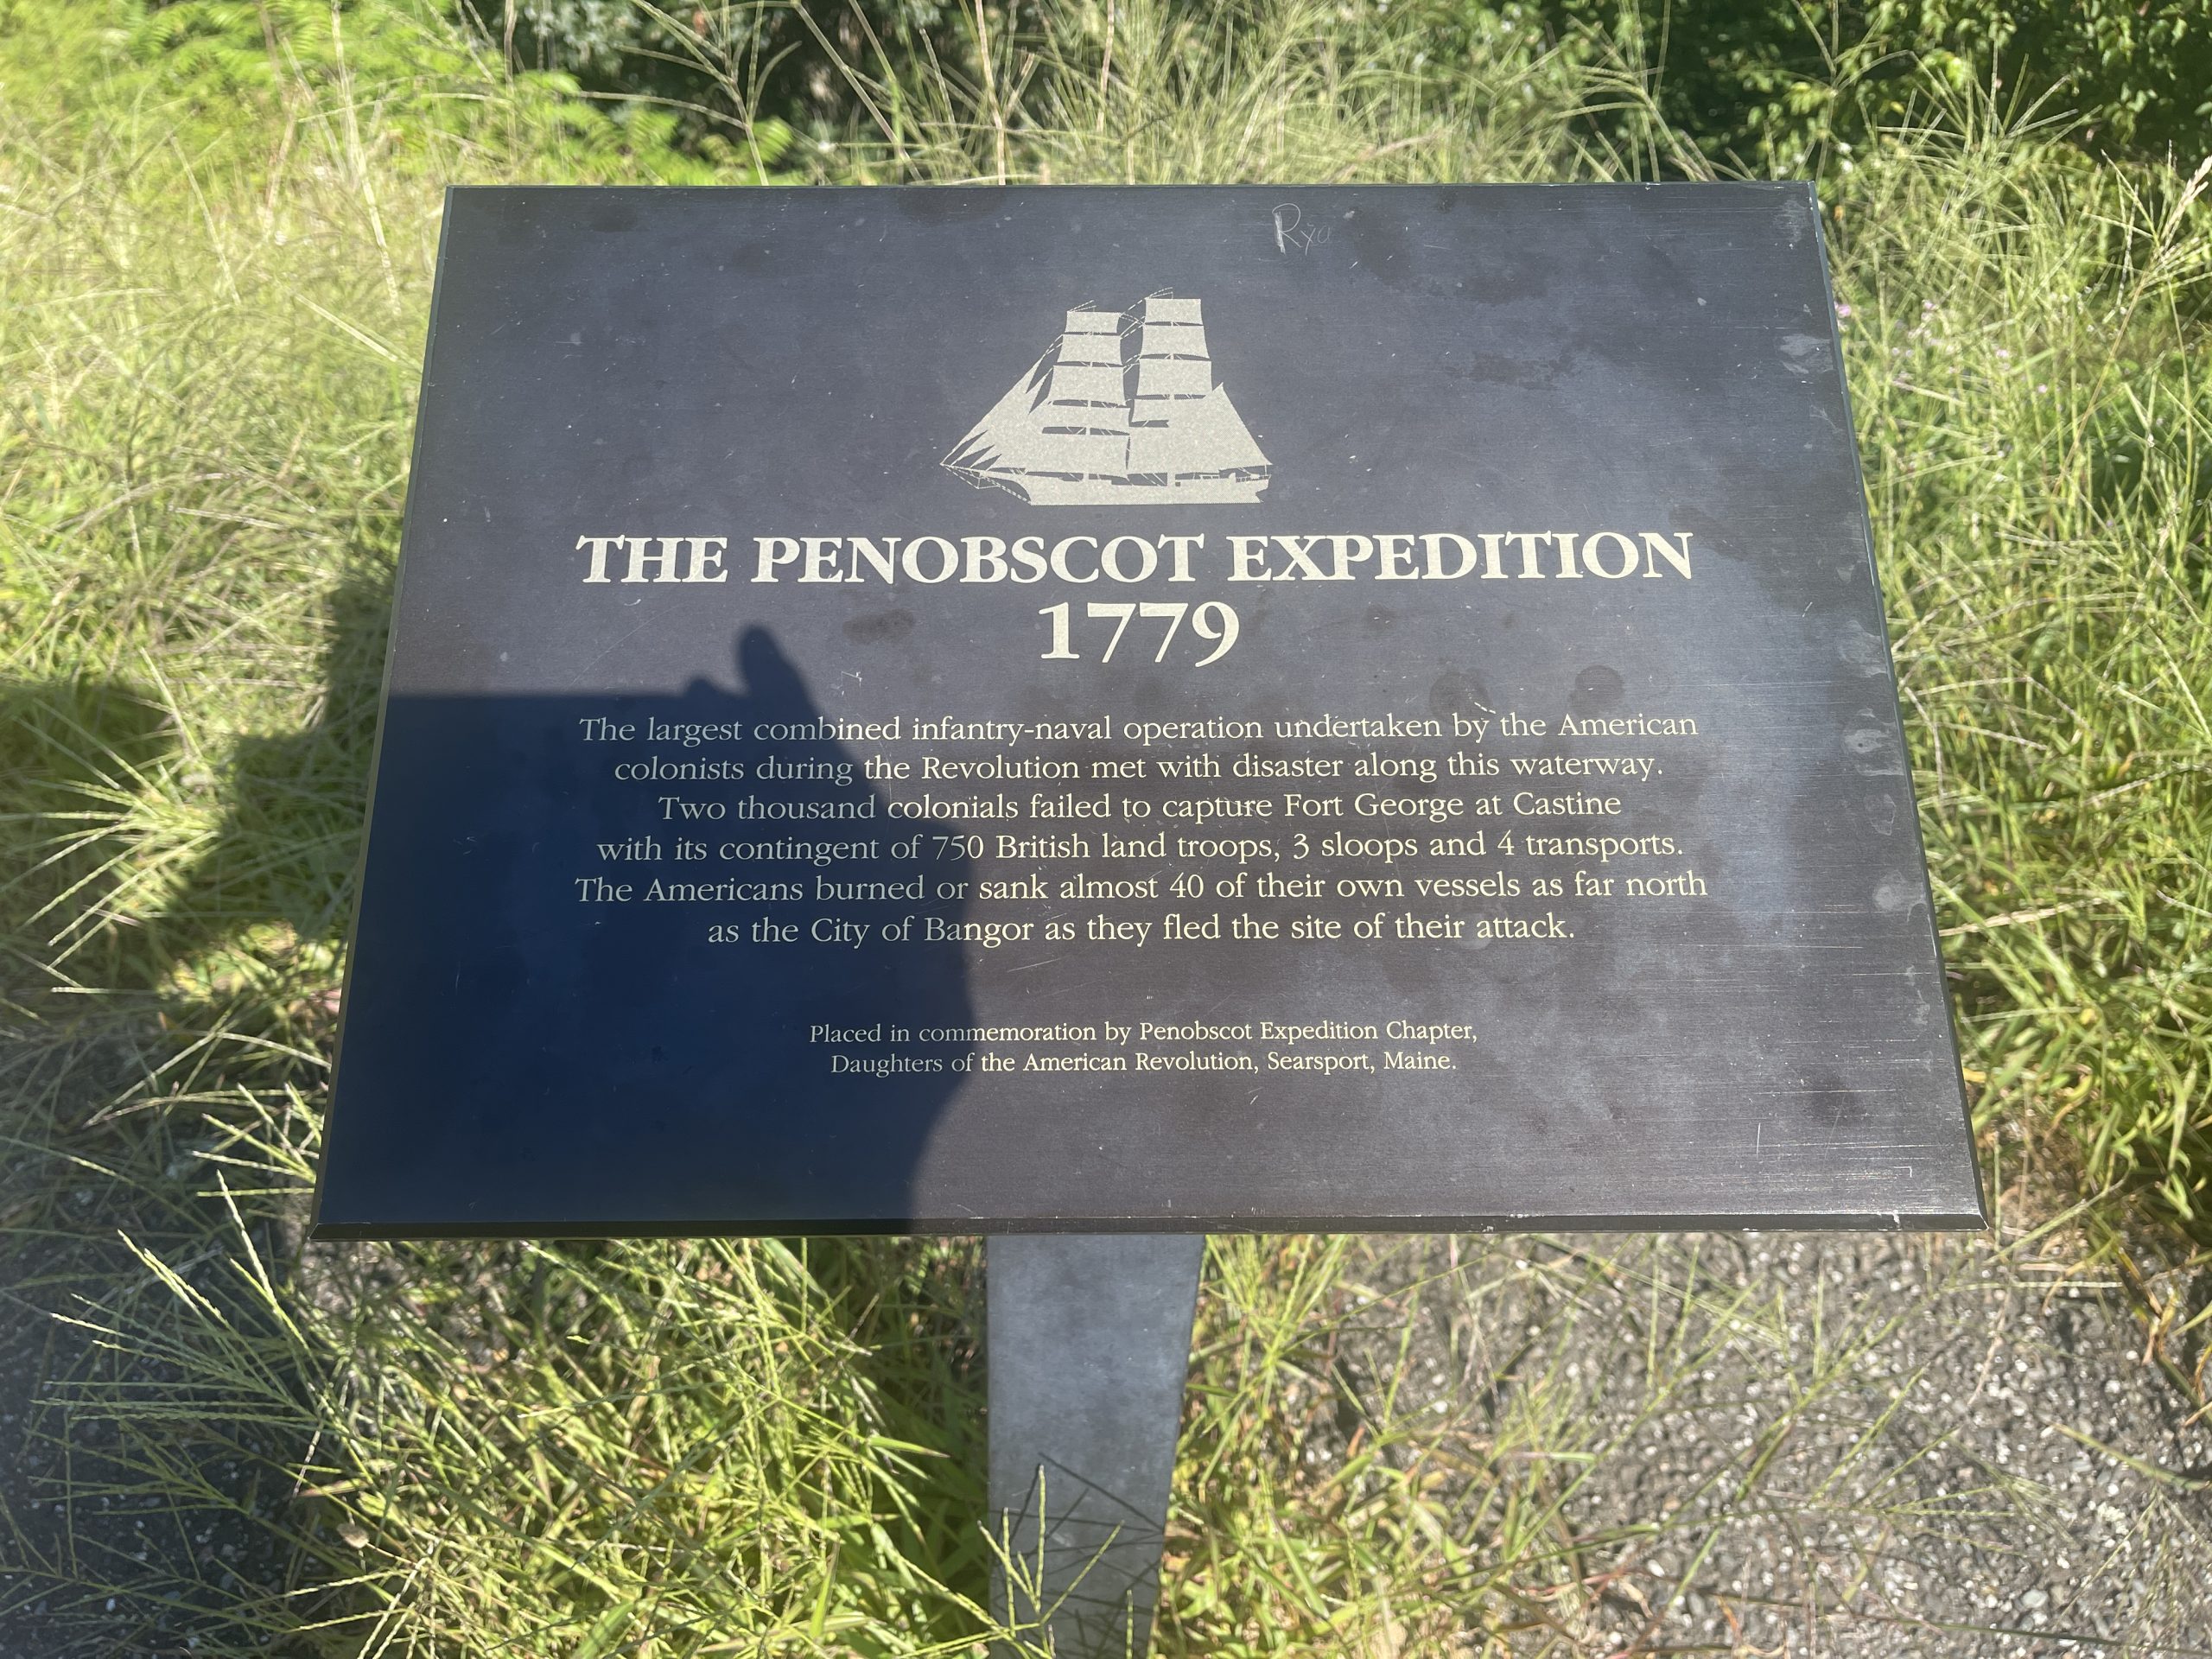 THE PENOBSCOT EXPEDITION
1779
The largest combined infantry-naval operation undertaken by the American
colonists during the Revolution met with disaster along this waterway.
Two thousand colonials failed to capture Fort George at Castine
with its contingent of 750 British land troops, 3 sloops and 4 transports.
The Americans burned or sank almost 40 of their own vessels as far north
as the City of Bangor as they fled the site of their attack.
Placed in commemoration by Penobscot Expedition Chapter,
Daughters of the American Revolution, Searsport, Maine.